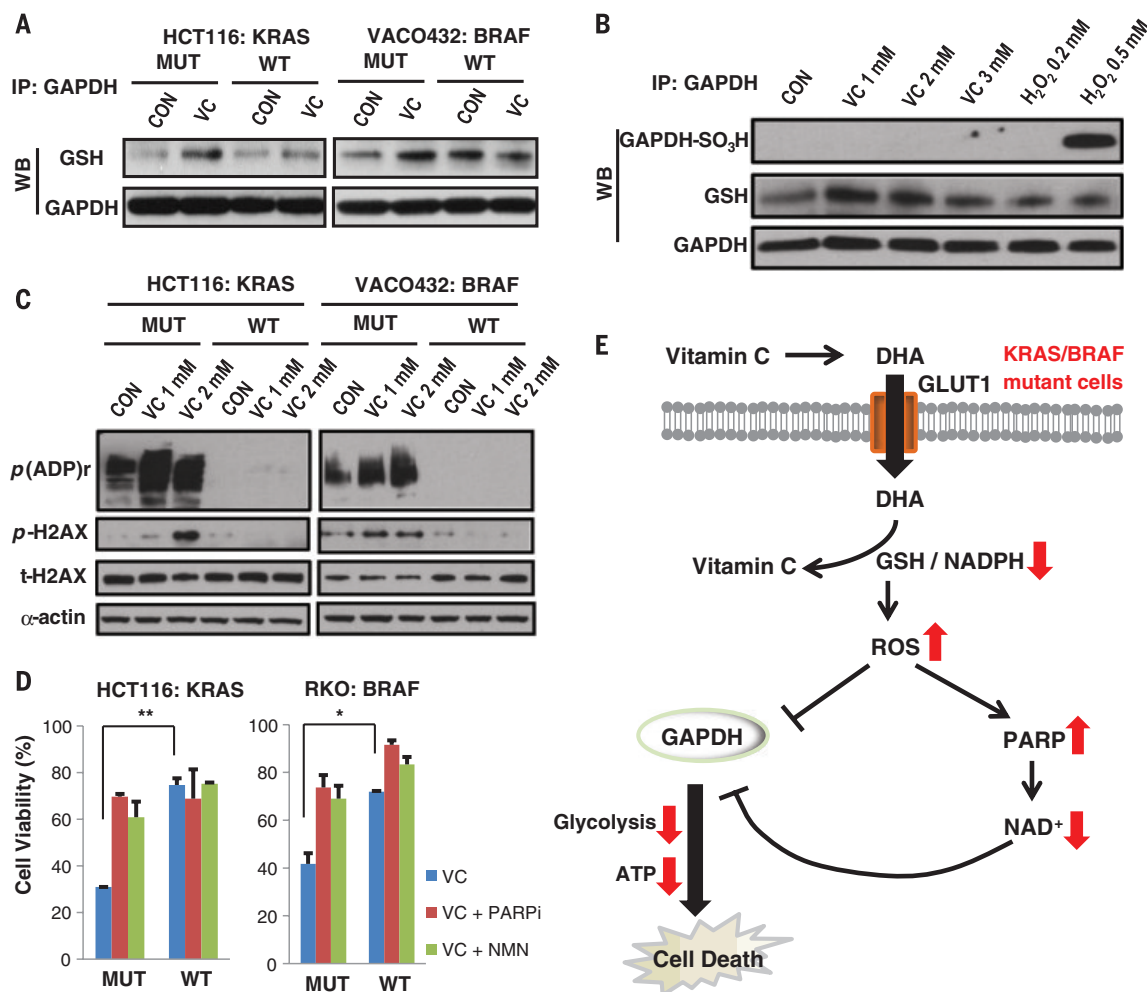 A
HCT116: KRAS
VACO432: BRAF
MUT
WT
MUT
WT
IP: GAPDH
CON
VC
CON
VC
CON
VC
CON
VC
WB
GSH
GAPDH
B
IP: GAPDH
CON
VC 1 mM
VC 2 mM
VC 3 mM
H₂O₂ 0.2 mM
H₂O₂ 0.5 mM
WB
GAPDH-SO₃H
GSH
GAPDH
C
HCT116: KRAS
VACO432: BRAF
MUT
WT
MUT
WT
CON
VC 1 mM
VC 2 mM
CON
VC 1 mM
VC 2 mM
CON
VC 1 mM
VC 2 mM
CON
VC 1 mM
VC 2 mM
p(ADP)r
p-H2AX
t-H2AX
α-actin
D
HCT116: KRAS
RKO: BRAF
Cell Viability (%)
100
80
60
40
20
0
**
MUT
WT
100
80
60
40
20
0
*
MUT
WT
VC
VC + PARPi
VC + NMN
E
Vitamin C
DHA
KRAS/BRAF
mutant cells
GLUT1
DHA
Vitamin C
GSH / NADPH
ROS
GAPDH
PARP
Glycolysis
NAD⁺
ATP
Cell Death